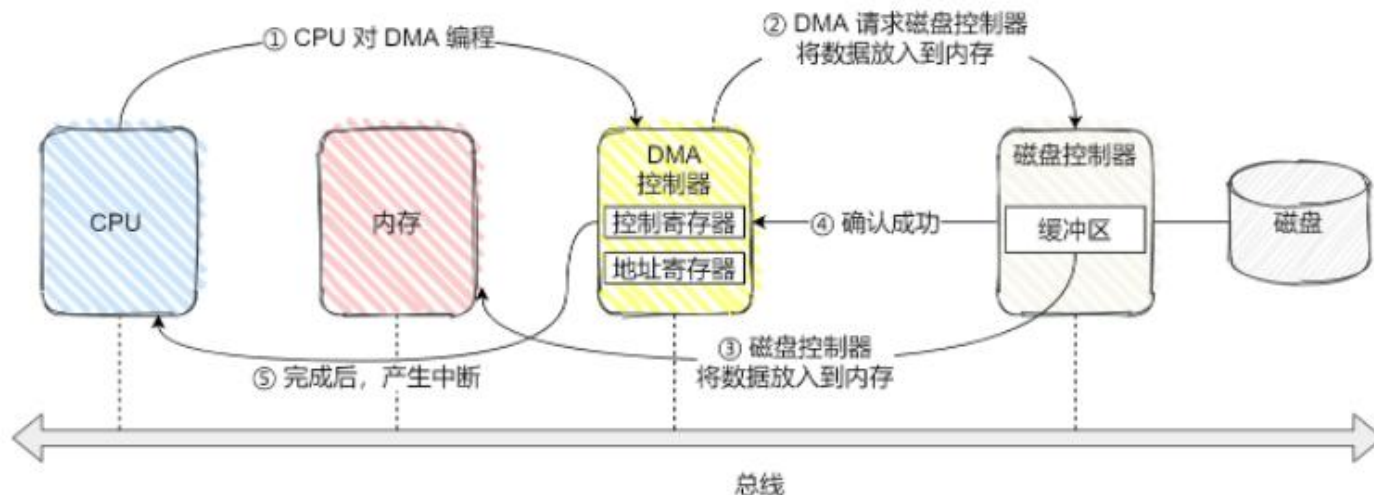 ① CPU 对 DMA 编程
② DMA 请求磁盘控制器
将数据放入到内存
CPU
内存
DMA
控制器
控制寄存器
地址寄存器
④ 确认成功
磁盘控制器
缓冲区
磁盘
③ 磁盘控制器
将数据放入到内存
⑤ 完成后，产生中断
总线